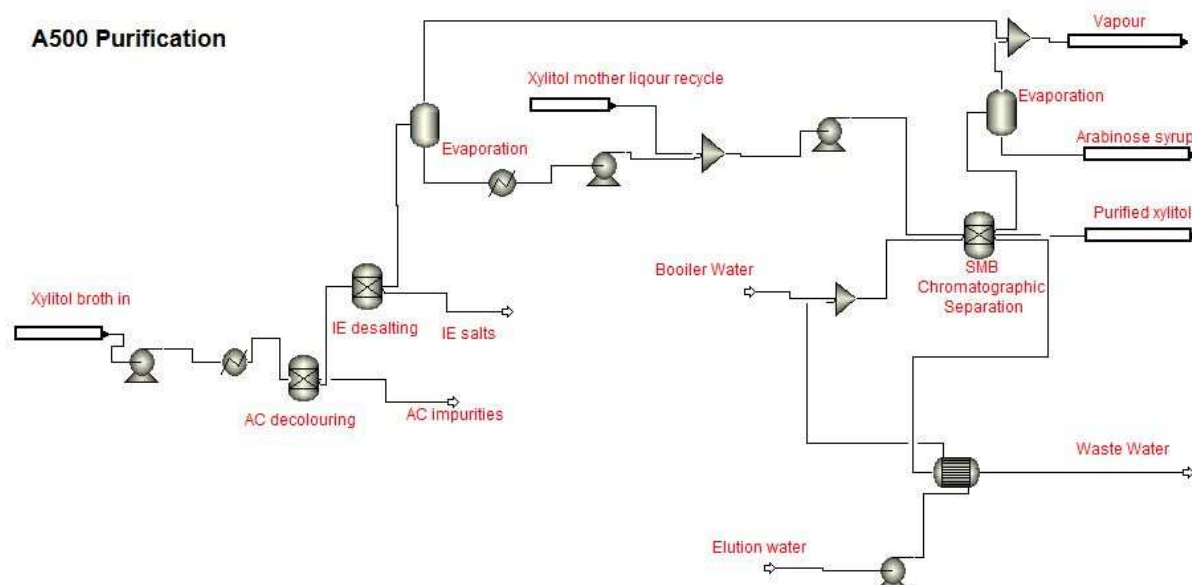 A500 Purification
Vapour
Xylitol mother liqour recycle
Evaporation
Evaporation
Arabinose syrup
Purified xylitol
Booiler Water
SMB
Chromatographic
Separation
Xylitol broth in
IE desalting
IE salts
AC decolouring
AC impurities
Waste Water
Elution water